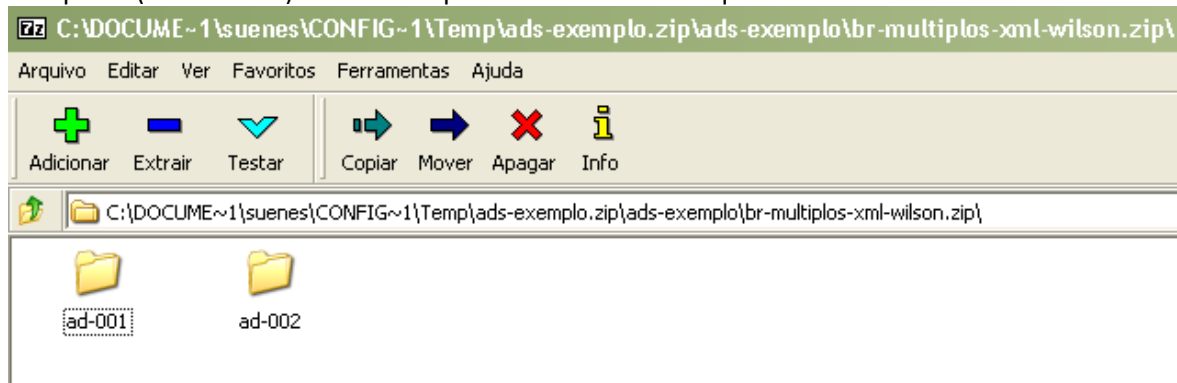 C:\DOCUME~1\suenes\CONFIG~1\Temp\ads-exemplo.zip\ads-exemplo\br-multiplos-xml-wilson.zip\
Arquivo Editar Ver Favoritos Ferramentas Ajuda
Adicionar Extrair Testar Copiar Mover Apagar Info
C:\DOCUME~1\suenes\CONFIG~1\Temp\ads-exemplo.zip\ads-exemplo\br-multiplos-xml-wilson.zip\
ad-001 ad-002